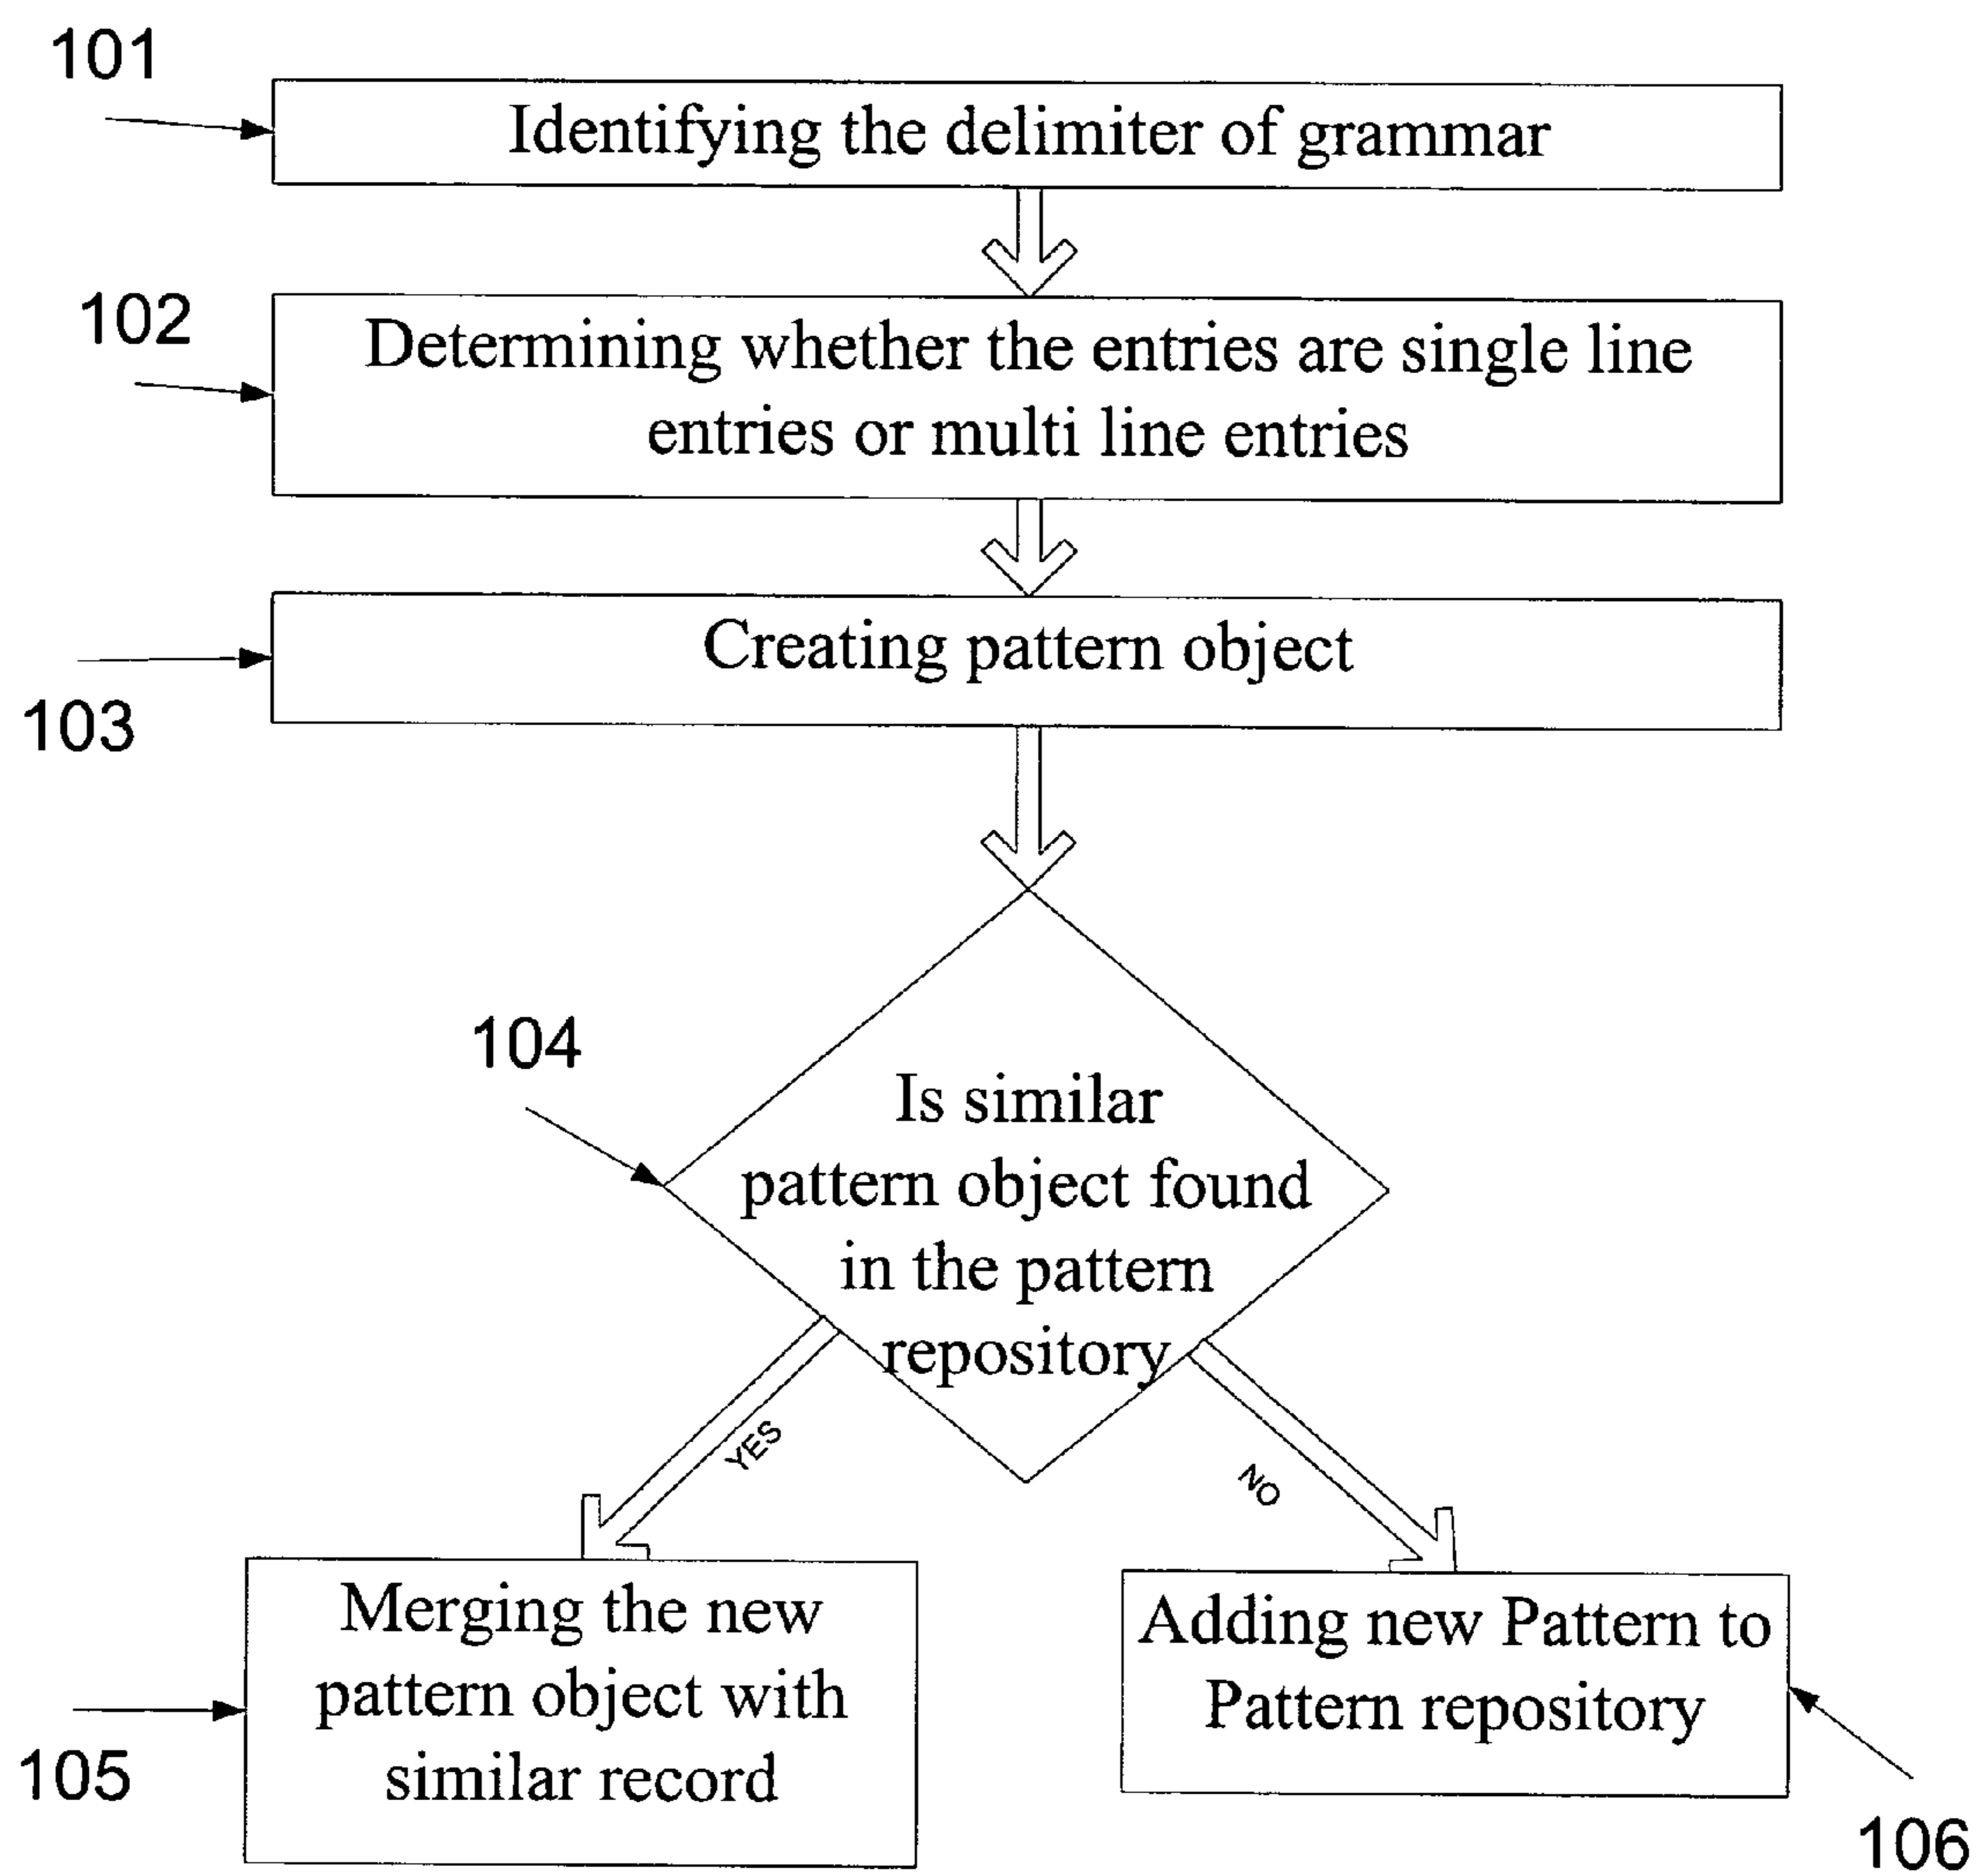 101
Identifying the delimiter of grammar
102
Determining whether the entries are single line
entries or multi line entries
Creating pattern object
103
104
Is similar
pattern object found
in the pattern
repository
YES
NO
Merging the new
pattern object with
similar record
105
Adding new Pattern to
Pattern repository
106